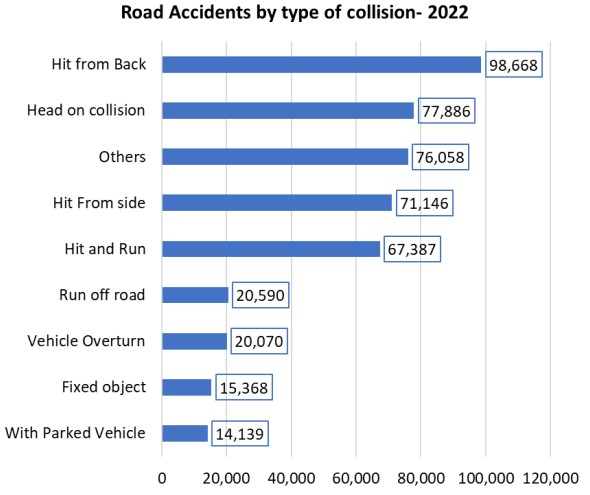 Road Accidents by type of collision- 2022
Hit from Back 98,668
Head on collision 77,886
Others 76,058
Hit From side 71,146
Hit and Run 67,387
Run off road 20,590
Vehicle Overturn 20,070
Fixed object 15,368
With Parked Vehicle 14,139
0 20,000 40,000 60,000 80,000 100,000 120,000